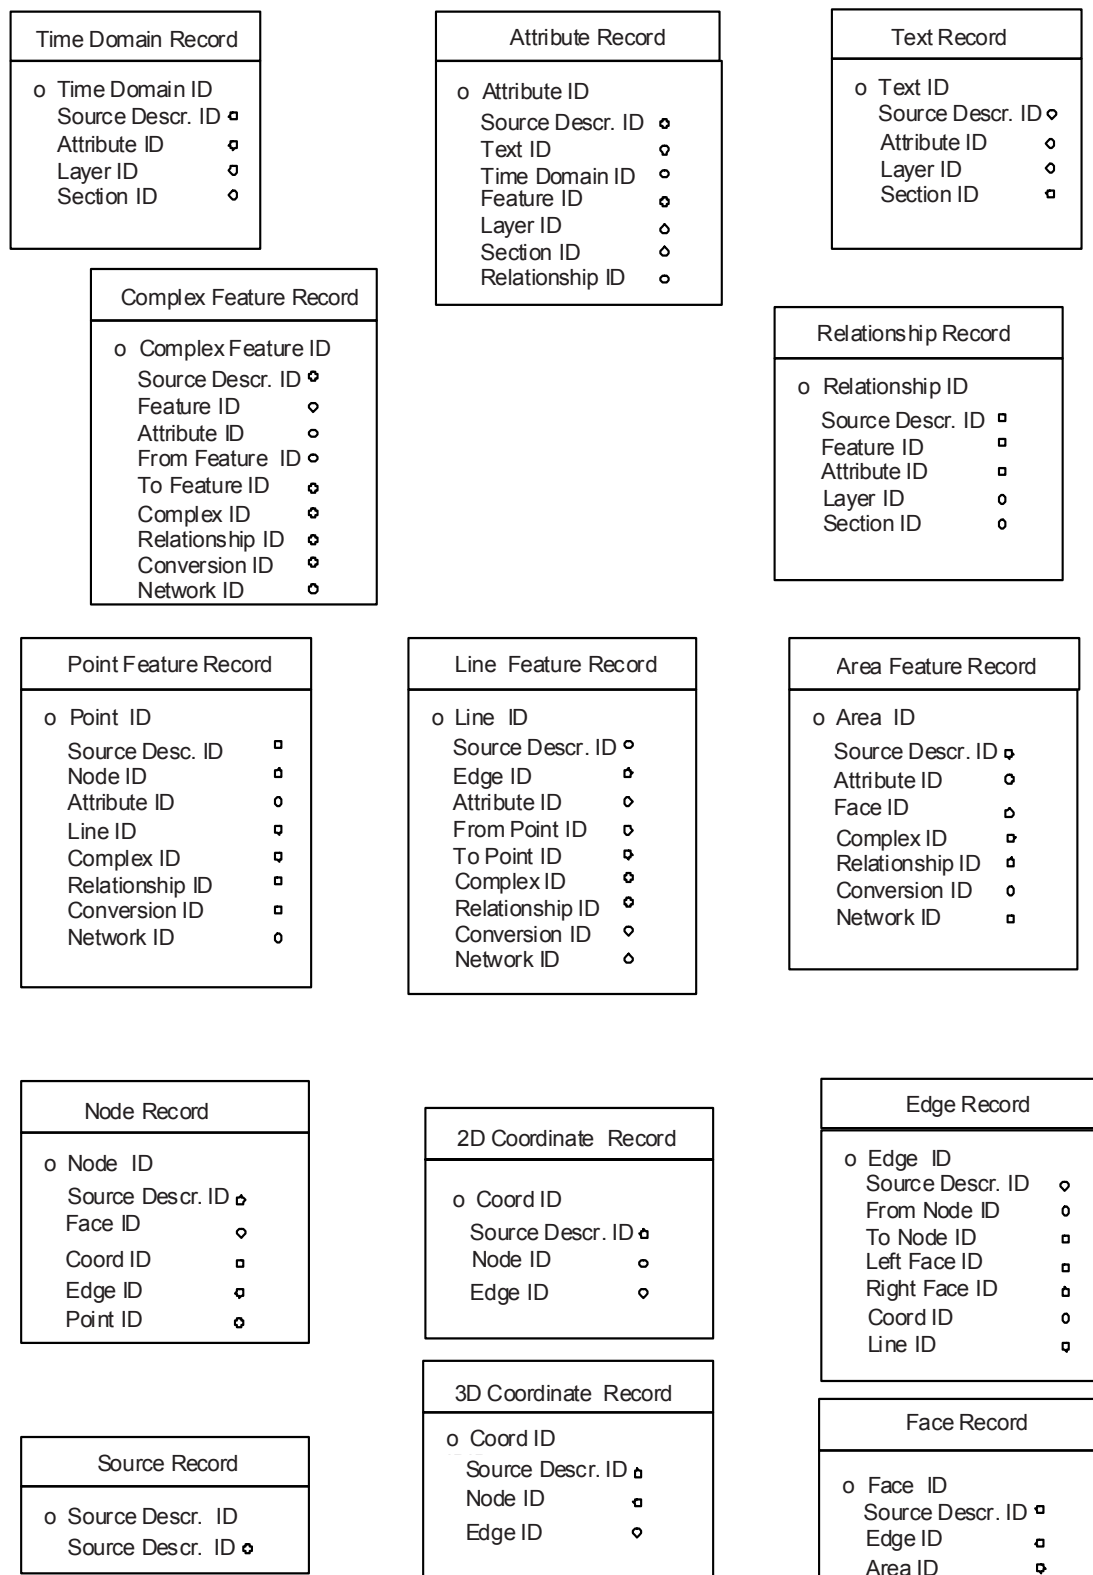 Time Domain Record
o Time Domain ID
Source Descr. ID
Attribute ID
Layer ID
Section ID
Attribute Record
o Attribute ID
Source Descr. ID
Text ID
Time Domain ID
Feature ID
Layer ID
Section ID
Relationship ID
Text Record
o Text ID
Source Descr. ID
Attribute ID
Layer ID
Section ID
Complex Feature Record
o Complex Feature ID
Source Descr. ID
Feature ID
Attribute ID
From Feature ID
To Feature ID
Complex ID
Relationship ID
Conversion ID
Network ID
Relationship Record
o Relationship ID
Source Descr. ID
Feature ID
Attribute ID
Layer ID
Section ID
Point Feature Record
o Point ID
Source Desc. ID
Node ID
Attribute ID
Line ID
Complex ID
Relationship ID
Conversion ID
Network ID
Line Feature Record
o Line ID
Source Descr. ID
Edge ID
Attribute ID
From Point ID
To Point ID
Complex ID
Relationship ID
Conversion ID
Network ID
Area Feature Record
o Area ID
Source Descr. ID
Attribute ID
Face ID
Complex ID
Relationship ID
Conversion ID
Network ID
Node Record
o Node ID
Source Descr. ID
Face ID
Coord ID
Edge ID
Point ID
2D Coordinate Record
o Coord ID
Source Descr. ID
Node ID
Edge ID
Edge Record
o Edge ID
Source Descr. ID
From Node ID
To Node ID
Left Face ID
Right Face ID
Coord ID
Line ID
Source Record
o Source Descr. ID
Source Descr. ID
3D Coordinate Record
o Coord ID
Source Descr. ID
Node ID
Edge ID
Face Record
o Face ID
Source Descr. ID
Edge ID
Area ID